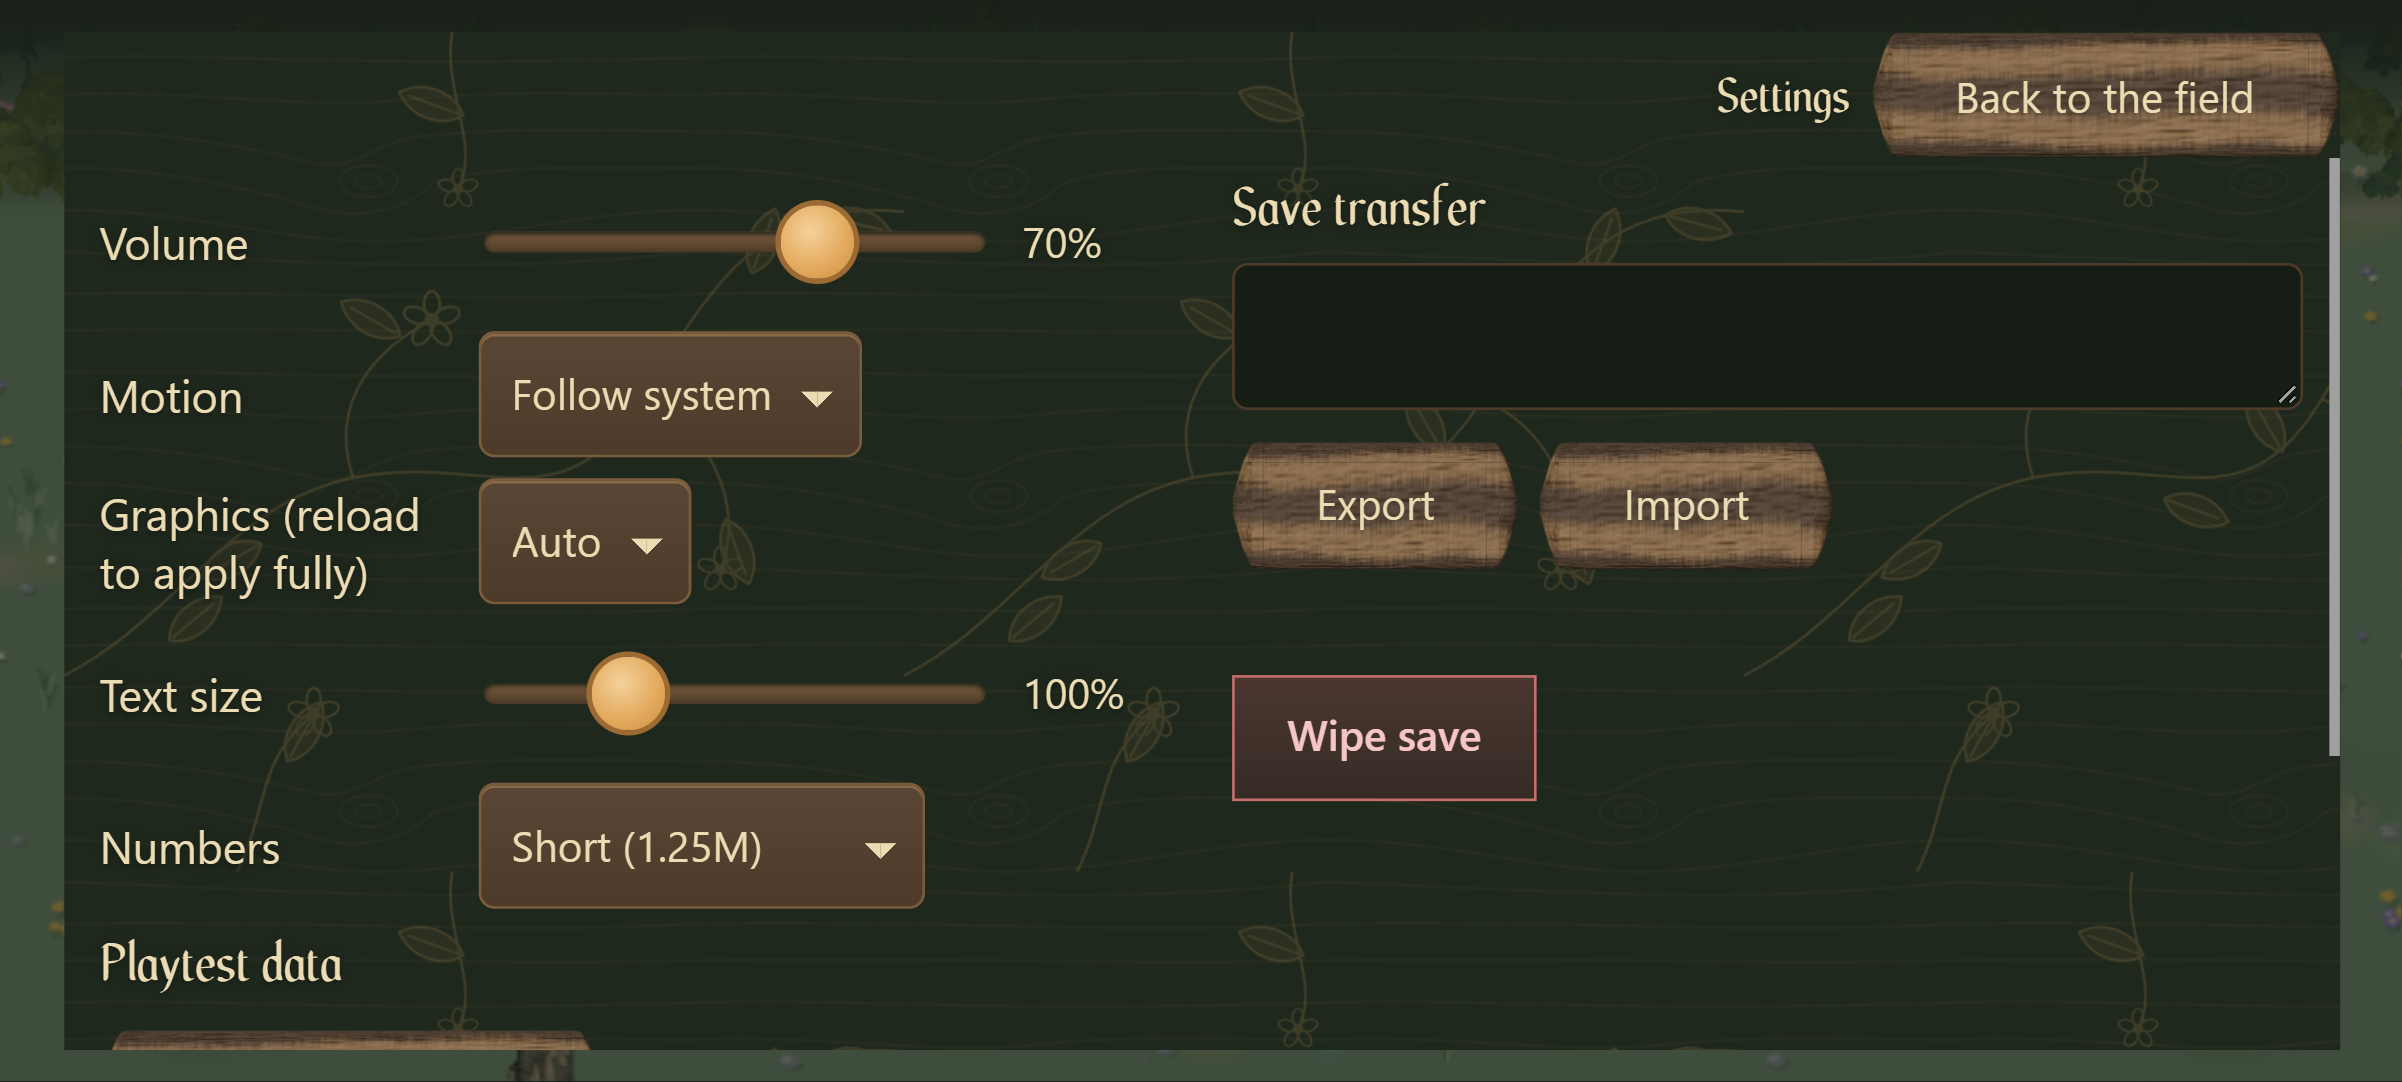 Settings
Back to the field
Volume
70%
Motion
Follow system
Graphics (reload
to apply fully)
Auto
Text size
100%
Numbers
Short (1.25M)
Playtest data
Save transfer
Export
Import
Wipe save